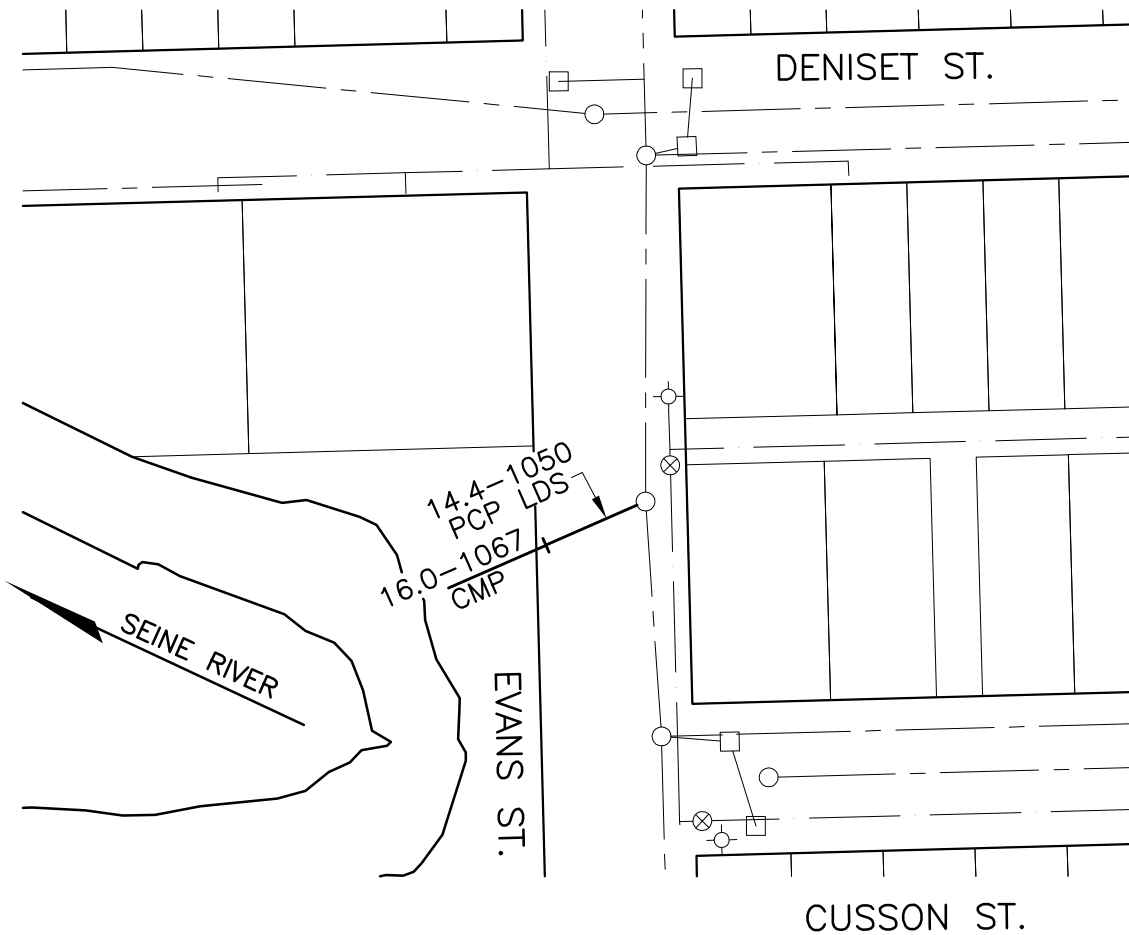 DENISET ST.
14.4-1050
PCP LDS
16.0-1067
CMP
SEINE RIVER
EVANS ST.
CUSSON ST.